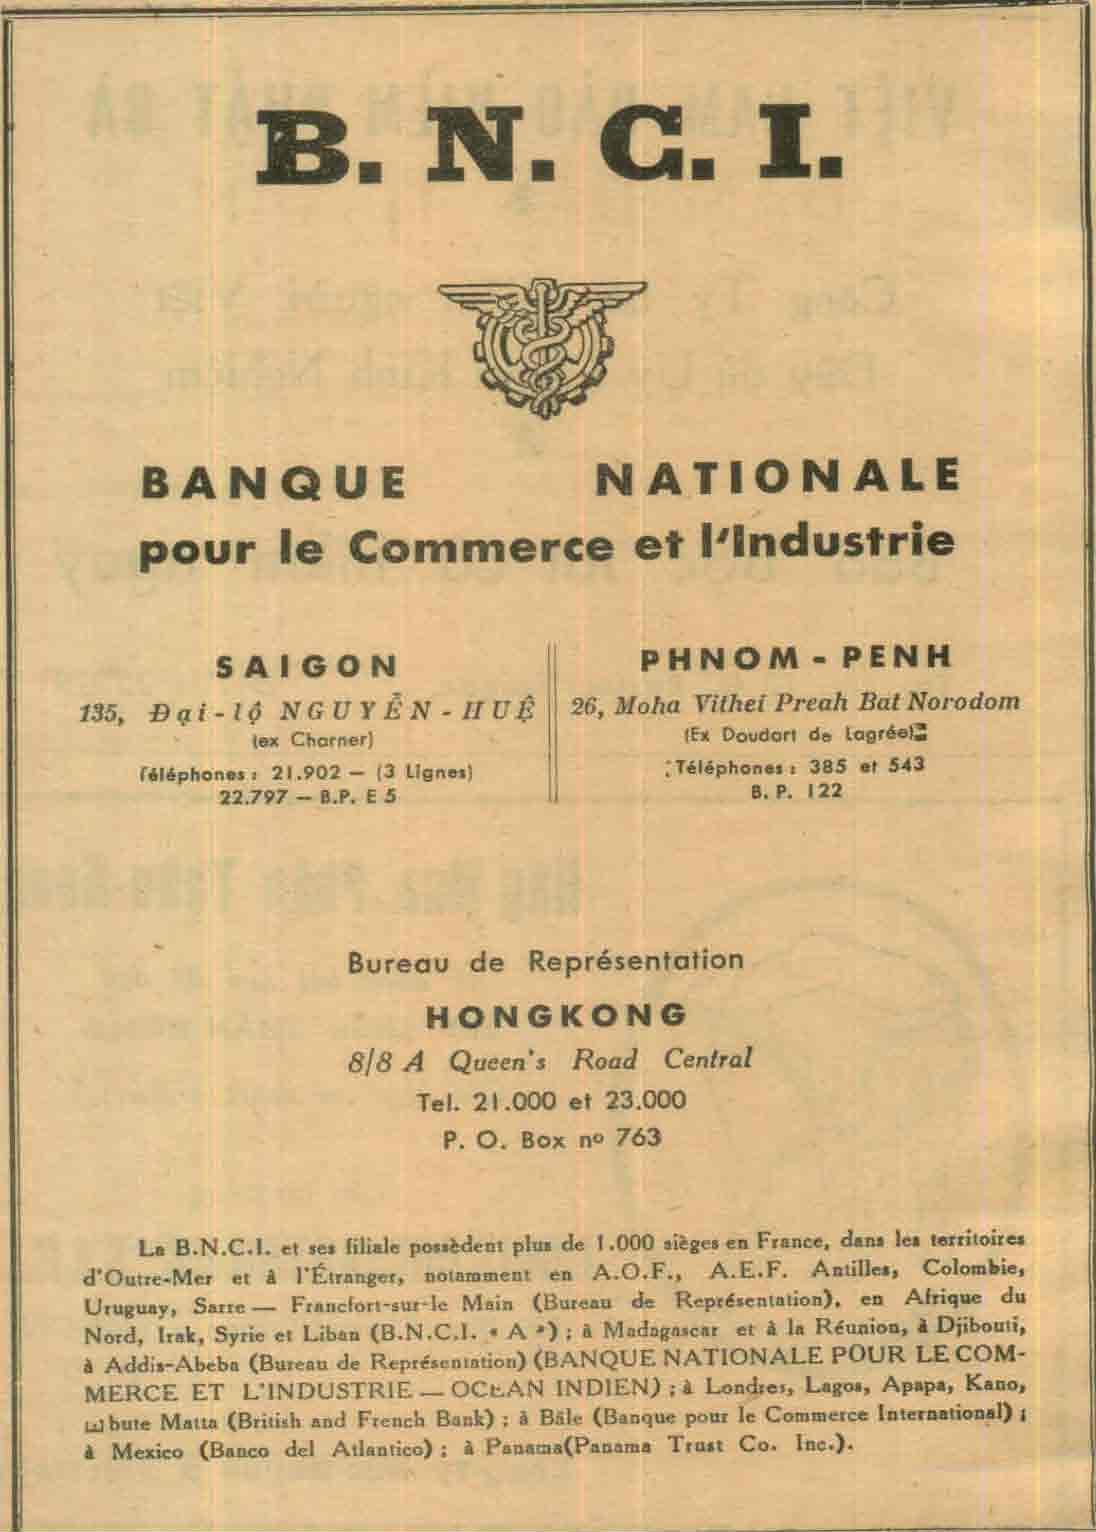 B. N. C. I.
BANQUE NATIONALE
pour le Commerce et l'Industrie
SAIGON
135, Đại-lộ NGUYỄN-HUỆ
(ex Charner)
Téléphones : 21.902 — (3 Lignes)
22.797 — B.P. E 5
PHNOM-PENH
26, Moha Vithei Preah Bat Norodom
(Ex Doudart de Lagrée)
Téléphones : 385 et 543
B. P. 122
Bureau de Représentation
HONGKONG
8/8 A Queen's Road Central
Tel. 21.000 et 23.000
P. O. Box nº 763
La B.N.C.I. et ses filiale possèdent plus de 1.000 sièges en France, dans les territoires
d'Outre-Mer et à l'Étranger, notamment en A.O.F., A.E.F. Antilles, Colombie,
Uruguay, Sarre — Francfort-sur-le Main (Bureau de Représentation), en Afrique du
Nord, Irak, Syrie et Liban (B.N.C.I. « A ») ; à Madagascar et à la Réunion, à Djibouti,
à Addis-Abeba (Bureau de Représentation) (BANQUE NATIONALE POUR LE COM-
MERCE ET L'INDUSTRIE — OCEAN INDIEN) ; à Londres, Lagos, Apapa, Kano,
Ebute Matta (British and French Bank) ; à Bâle (Banque pour le Commerce International) ;
à Mexico (Banco del Atlantico) ; à Panama(Panama Trust Co. Inc.).